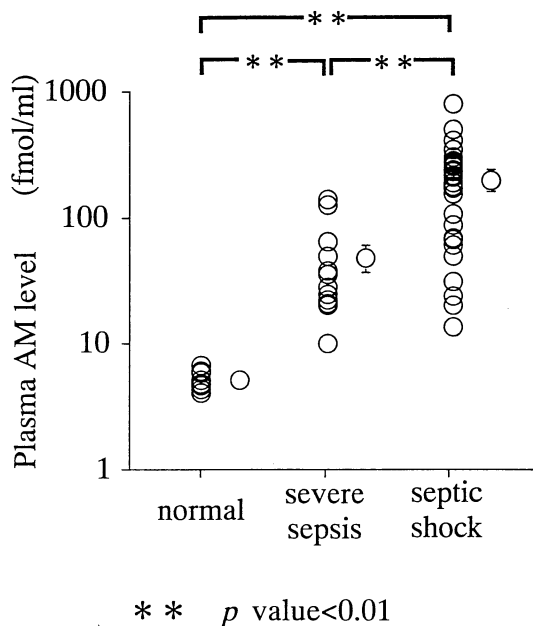 * *
* * * *
Plasma AM level (fmol/ml)
1000
100
10
1
normal
severe
sepsis
septic
shock
* * p value<0.01